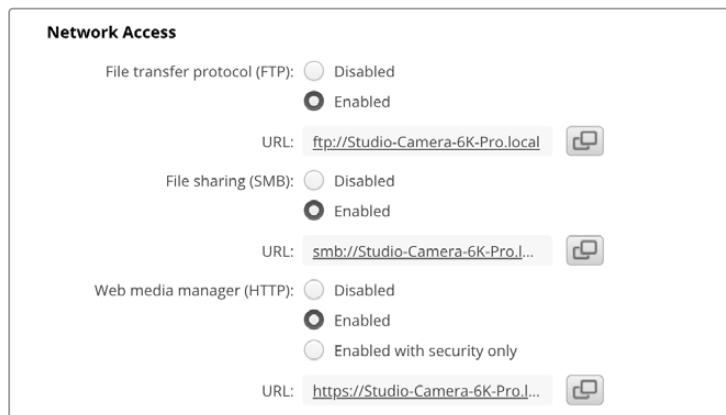 Network Access
File transfer protocol (FTP): Disabled
Enabled
URL: ftp://Studio-Camera-6K-Pro.local
File sharing (SMB): Disabled
Enabled
URL: smb://Studio-Camera-6K-Pro.l...
Web media manager (HTTP): Disabled
Enabled
Enabled with security only
URL: https://Studio-Camera-6K-Pro.l...